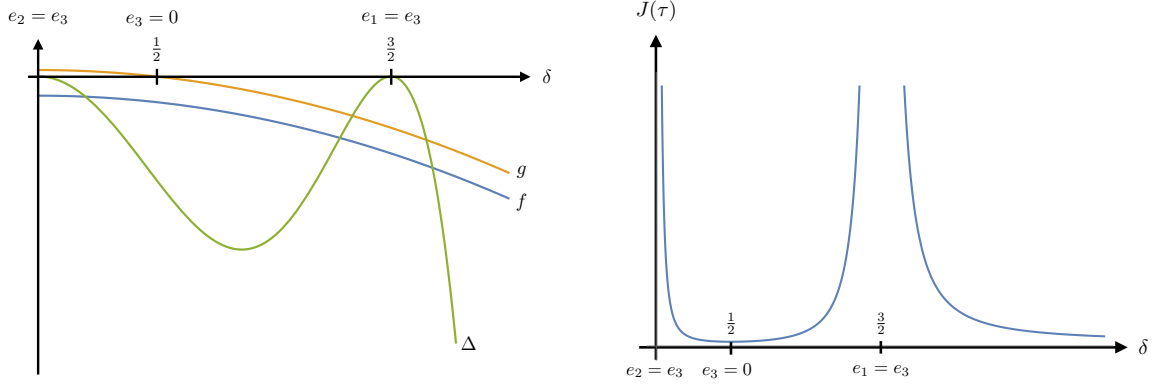 e₂ = e₃
e₃ = 0
e₁ = e₃
1/2
3/2
δ
g
f
Δ
J(τ)
1/2
3/2
δ
e₂ = e₃
e₃ = 0
e₁ = e₃